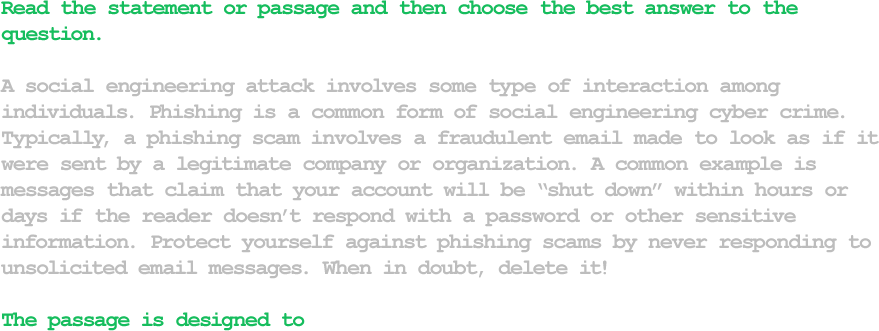 Read the statement or passage and then choose the best answer to the
question.
A social engineering attack involves some type of interaction among
individuals. Phishing is a common form of social engineering cyber crime.
Typically, a phishing scam involves a fraudulent email made to look as if it
were sent by a legitimate company or organization. A common example is
messages that claim that your account will be “shut down” within hours or
days if the reader doesn’t respond with a password or other sensitive
information. Protect yourself against phishing scams by never responding to
unsolicited email messages. When in doubt, delete it!
The passage is designed to